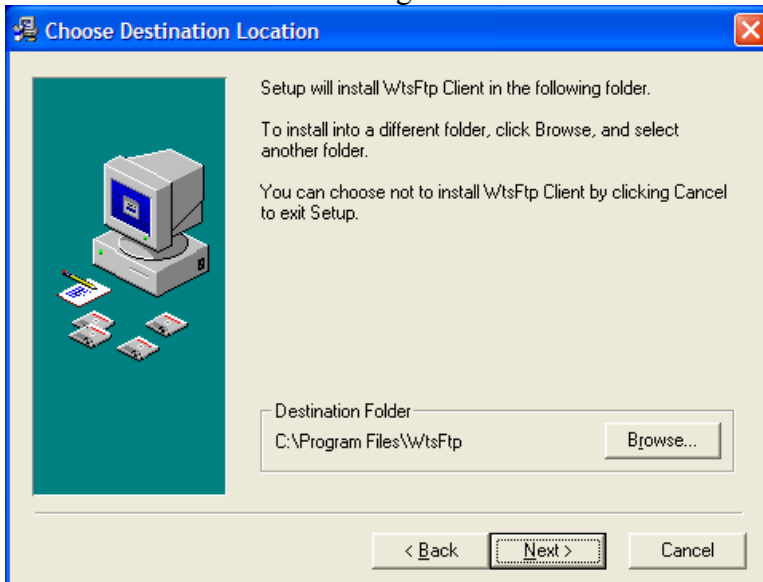 Choose Destination Location
Setup will install WtsFtp Client in the following folder.
To install into a different folder, click Browse, and select
another folder.
You can choose not to install WtsFtp Client by clicking Cancel
to exit Setup.
Destination Folder
C:\Program Files\WtsFtp
Browse...
< Back
Next >
Cancel